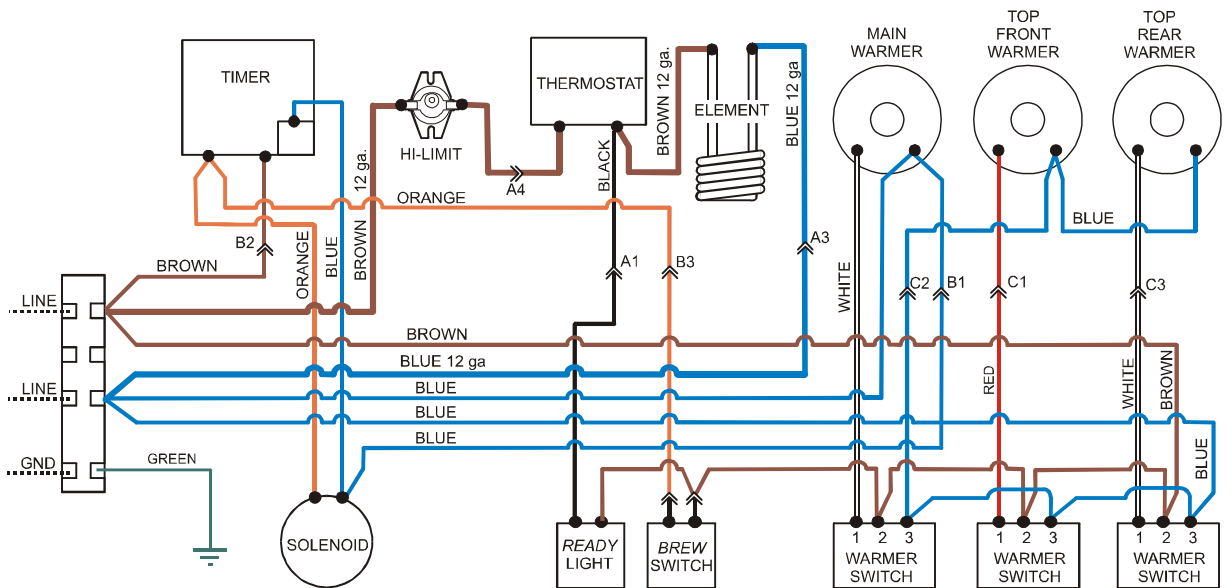 MAIN
WARMER
TOP
FRONT
WARMER
TOP
REAR
WARMER
TIMER
THERMOSTAT
ELEMENT
BROWN 12 ga.
BLUE 12 ga
HI-LIMIT
12 ga.
BROWN
A4
BLACK
ORANGE
BLUE
B2
BROWN
ORANGE
BLUE
A1
B3
A3
WHITE
C2
B1
C1
C3
LINE
BROWN
BLUE 12 ga
LINE
BLUE
BLUE
BLUE
RED
WHITE
BROWN
BLUE
GND
GREEN
SOLENOID
READY
LIGHT
BREW
SWITCH
1 2 3
WARMER
SWITCH
1 2 3
WARMER
SWITCH
1 2 3
WARMER
SWITCH